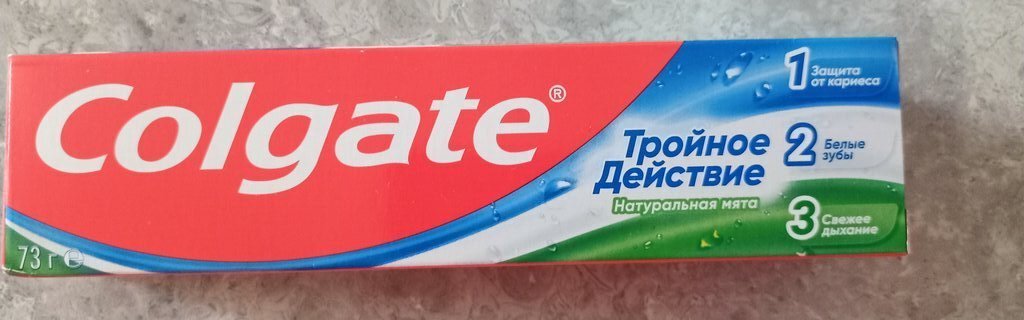 Colgate®
Тройное
Действие
Натуральная мята
1 Защита
от кариеса
2 Белые
зубы
3 Свежее
дыхание
73 г ℮